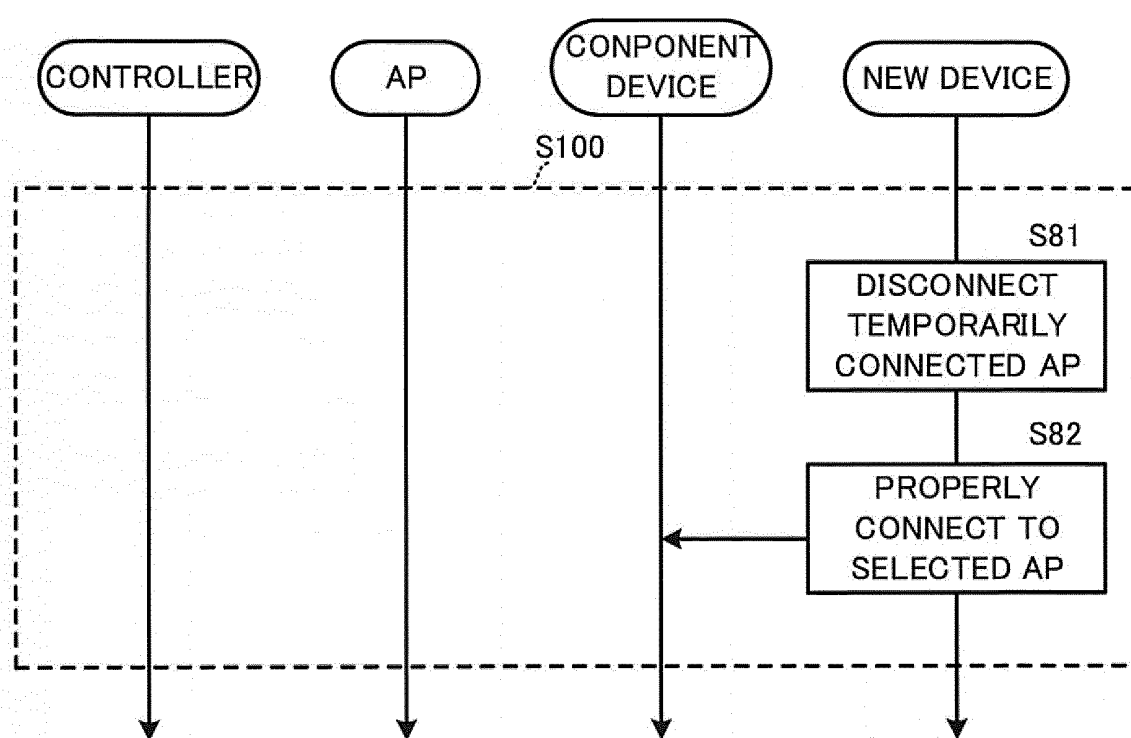 CONTROLLER
AP
CONPONENT
DEVICE
NEW DEVICE
S100
S81
DISCONNECT
TEMPORARILY
CONNECTED AP
S82
PROPERLY
CONNECT TO
SELECTED AP